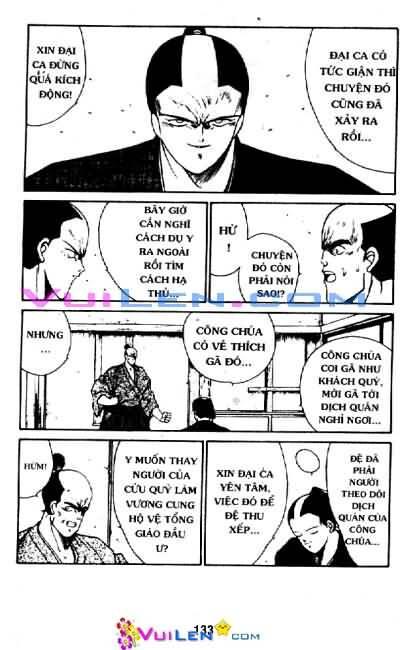 ĐẠI CA CÓ
TỨC GIẬN THÌ
CHUYỆN ĐÓ
CŨNG ĐÃ
XẢY RA
RỒI...
XIN ĐẠI
CA ĐỪNG
QUÁ KÍCH
ĐỘNG!
HỪ
!
CHUYỆN
ĐÓ CÒN
PHẢI NÓI
SAO!?
BÂY GIỜ
CẦN NGHĨ
CÁCH DỤ Y
RA NGOÀI
RỒI TÌM
CÁCH HẠ
THỦ...
VuiLen.com
CÔNG CHÚA
COI GÃ NHƯ
KHÁCH QUÝ,
MỜI GÃ TỚI
DỊCH QUÁN
NGHỈ NGƠI...
CÔNG CHÚA
CÓ VẺ THÍCH
GÃ ĐÓ...
NHƯNG
...
ĐỆ ĐÃ
PHÁI
NGƯỜI
THEO DÕI
DỊCH
QUÁN CỦA
CÔNG
CHÚA...
XIN ĐẠI CA
YÊN TÂM,
VIỆC ĐÓ ĐỂ
ĐỆ THU
XẾP...
Y MUỐN THAY
NGƯỜI CỦA
CỬU QUỶ LÂM
VƯƠNG CUNG
HỘ VỆ TỔNG
GIÁO ĐẦU
Ư?
HỪM!
133
VuiLen.com